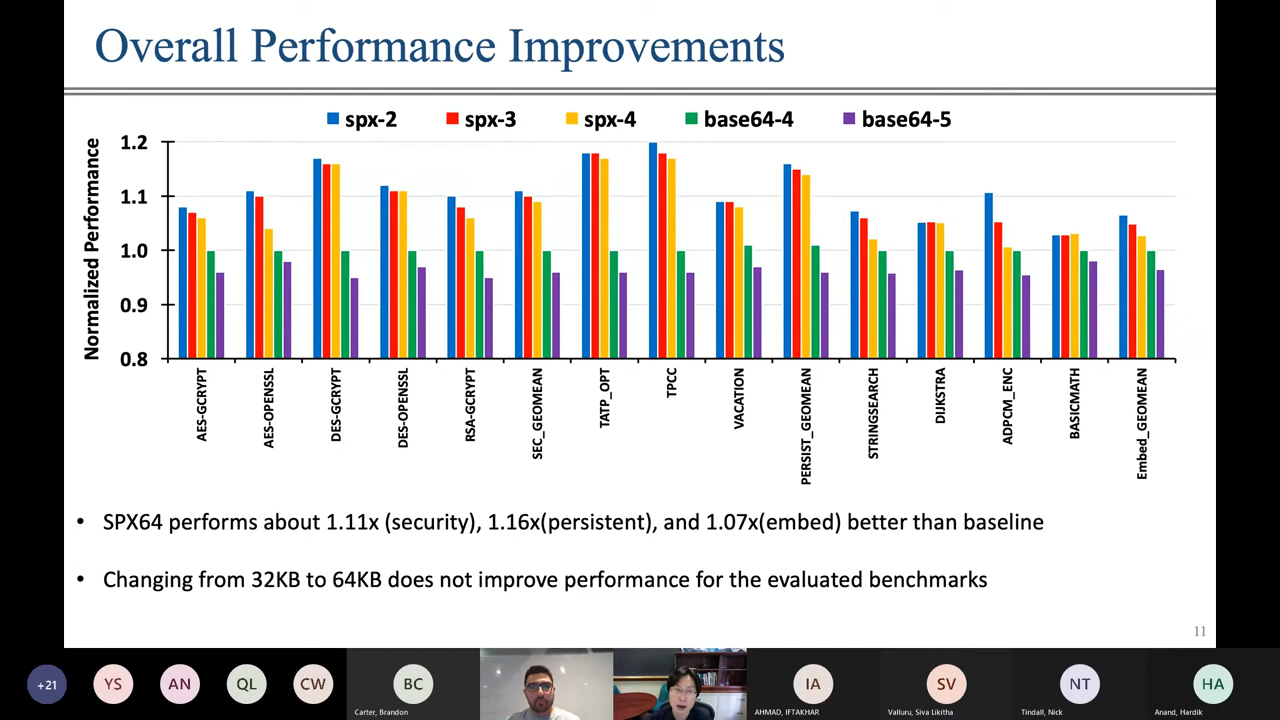 Overall Performance Improvements
spx-2 spx-3 spx-4 base64-4 base64-5
Normalized Performance
1.2
1.1
1.0
0.9
0.8
AES-GCRYPT
AES-OPENSSL
DES-GCRYPT
DES-OPENSSL
RSA-GCRYPT
SEC_GEOMEAN
TATP_OPT
TPCC
VACATION
PERSIST_GEOMEAN
STRINGSEARCH
DIJKSTRA
ADPCM_ENC
BASICMATH
Embed_GEOMEAN
• SPX64 performs about 1.11x (security), 1.16x(persistent), and 1.07x(embed) better than baseline
• Changing from 32KB to 64KB does not improve performance for the evaluated benchmarks
11
+21 YS AN QL CW BC IA SV NT HA
Carter, Brandon AHMAD, IFTAKHAR Valluru, Siva Likitha Tindall, Nick Anand, Hardik